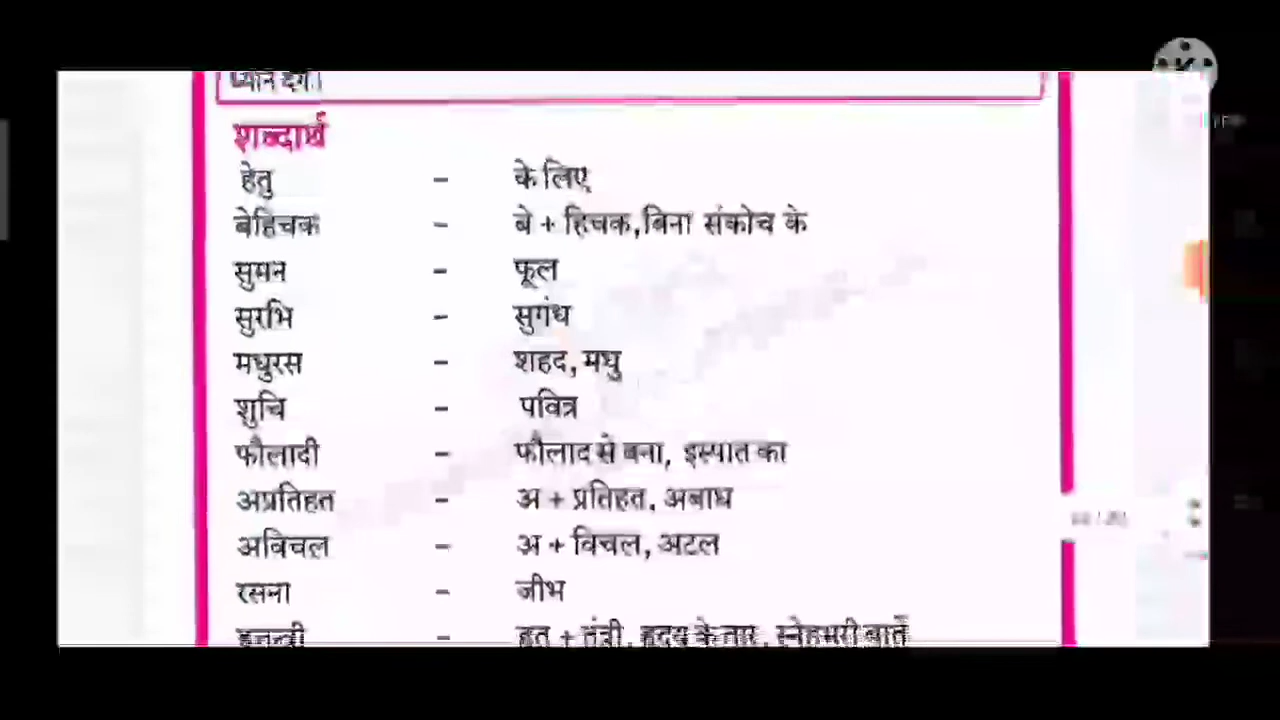 ध्यान देंगे।
शब्दार्थ
हेतु - के लिए
बेहिचक - बे + हिचक,बिना संकोच के
सुमन - फूल
सुरभि - सुगंध
मधुरस - शहद, मधु
शुचि - पवित्र
फौलादी - फौलाद से बना, इस्पात का
अप्रतिहत - अ + प्रतिहत, अबाध
अविचल - अ + विचल, अटल
रसना - जीभ
- हृत + तंत्री, हृदय के तार, स्नेहभरी बातें